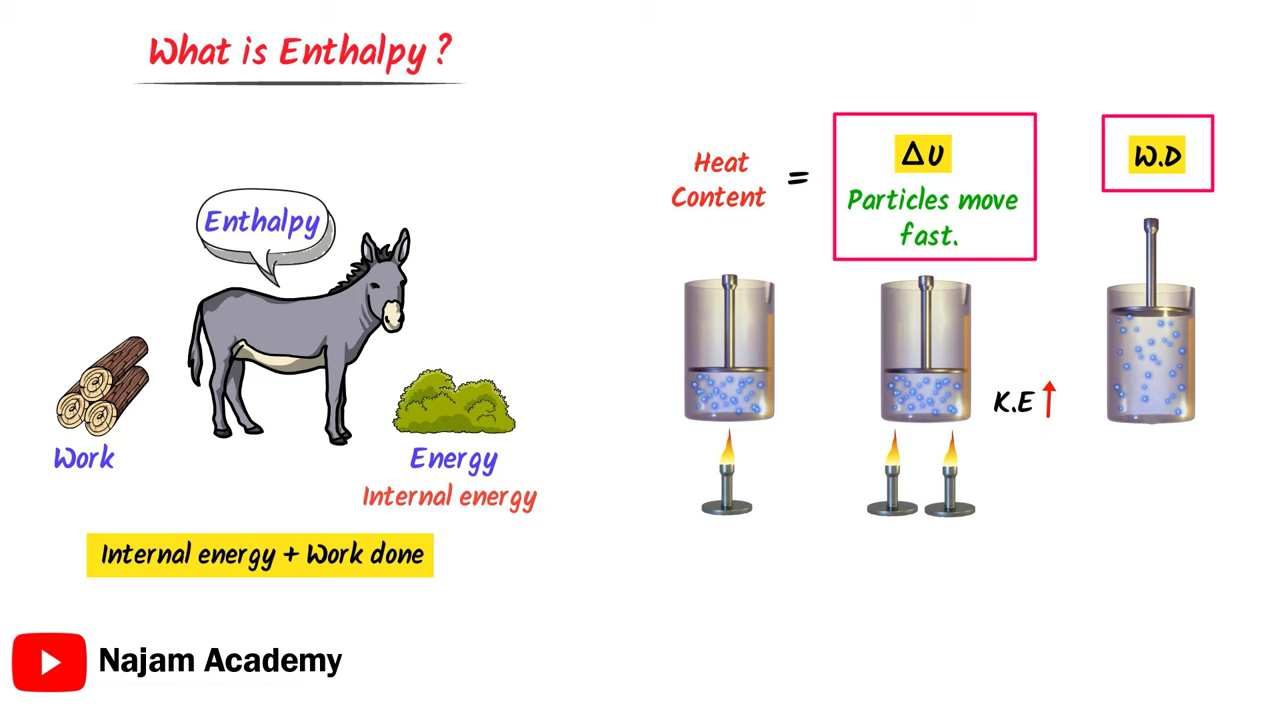 What is Enthalpy ?
Enthalpy
Work
Energy
Internal energy
Internal energy + Work done
Heat
Content
=
ΔU
Particles move
fast.
W.D
K.E
Najam Academy